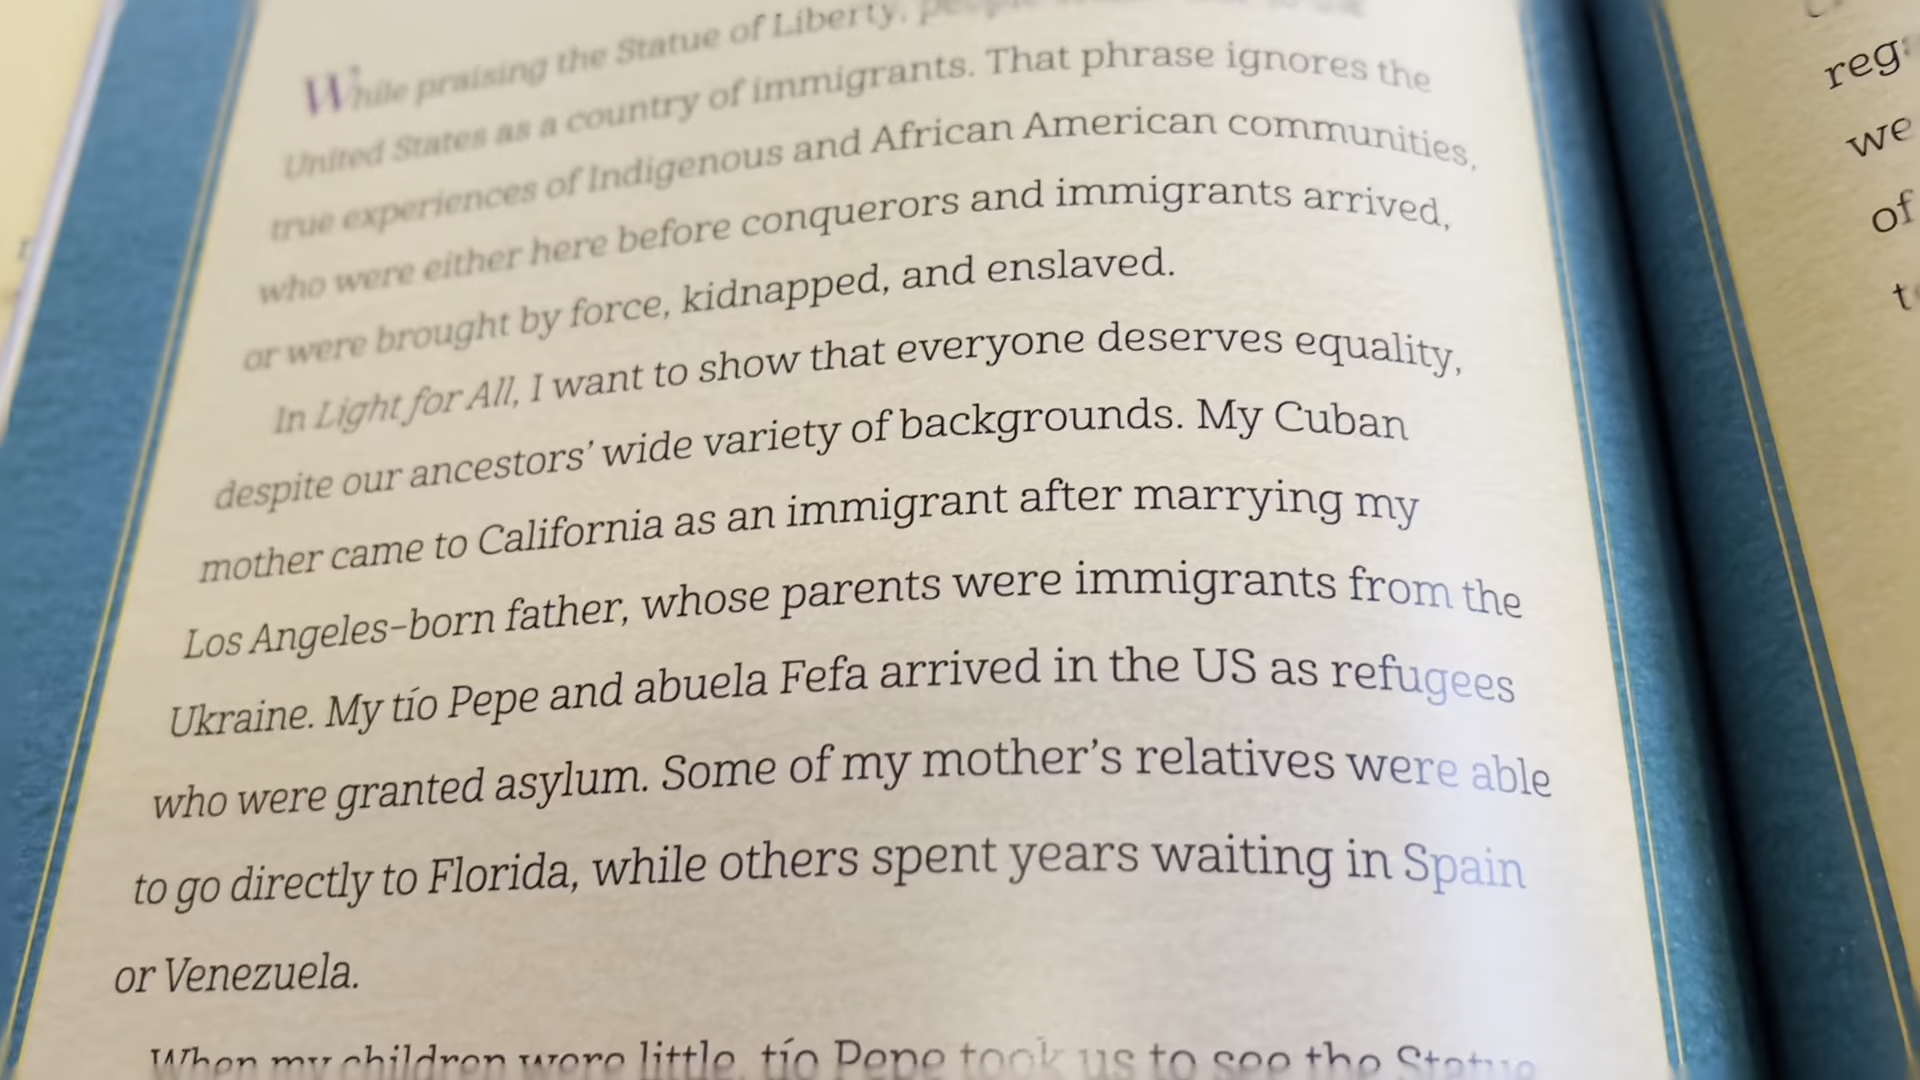 While praising the Statue of Liberty, people
United States as a country of immigrants. That phrase ignores the
true experiences of Indigenous and African American communities,
who were either here before conquerors and immigrants arrived,
or were brought by force, kidnapped, and enslaved.
In Light for All, I want to show that everyone deserves equality,
despite our ancestors’ wide variety of backgrounds. My Cuban
mother came to California as an immigrant after marrying my
Los Angeles–born father, whose parents were immigrants from the
Ukraine. My tío Pepe and abuela Fefa arrived in the US as refugees
who were granted asylum. Some of my mother’s relatives were able
to go directly to Florida, while others spent years waiting in Spain
or Venezuela.
When my children were little, tío Pepe took us to see the Statue
we
of